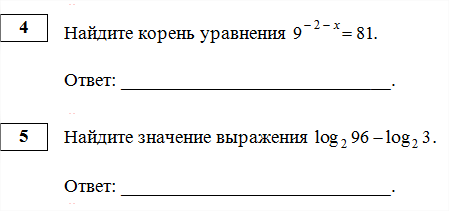 4 Найдите корень уравнения 9^{−2−x} = 81.
Ответ: ______________________________.
5 Найдите значение выражения log₂ 96 − log₂ 3.
Ответ: ______________________________.